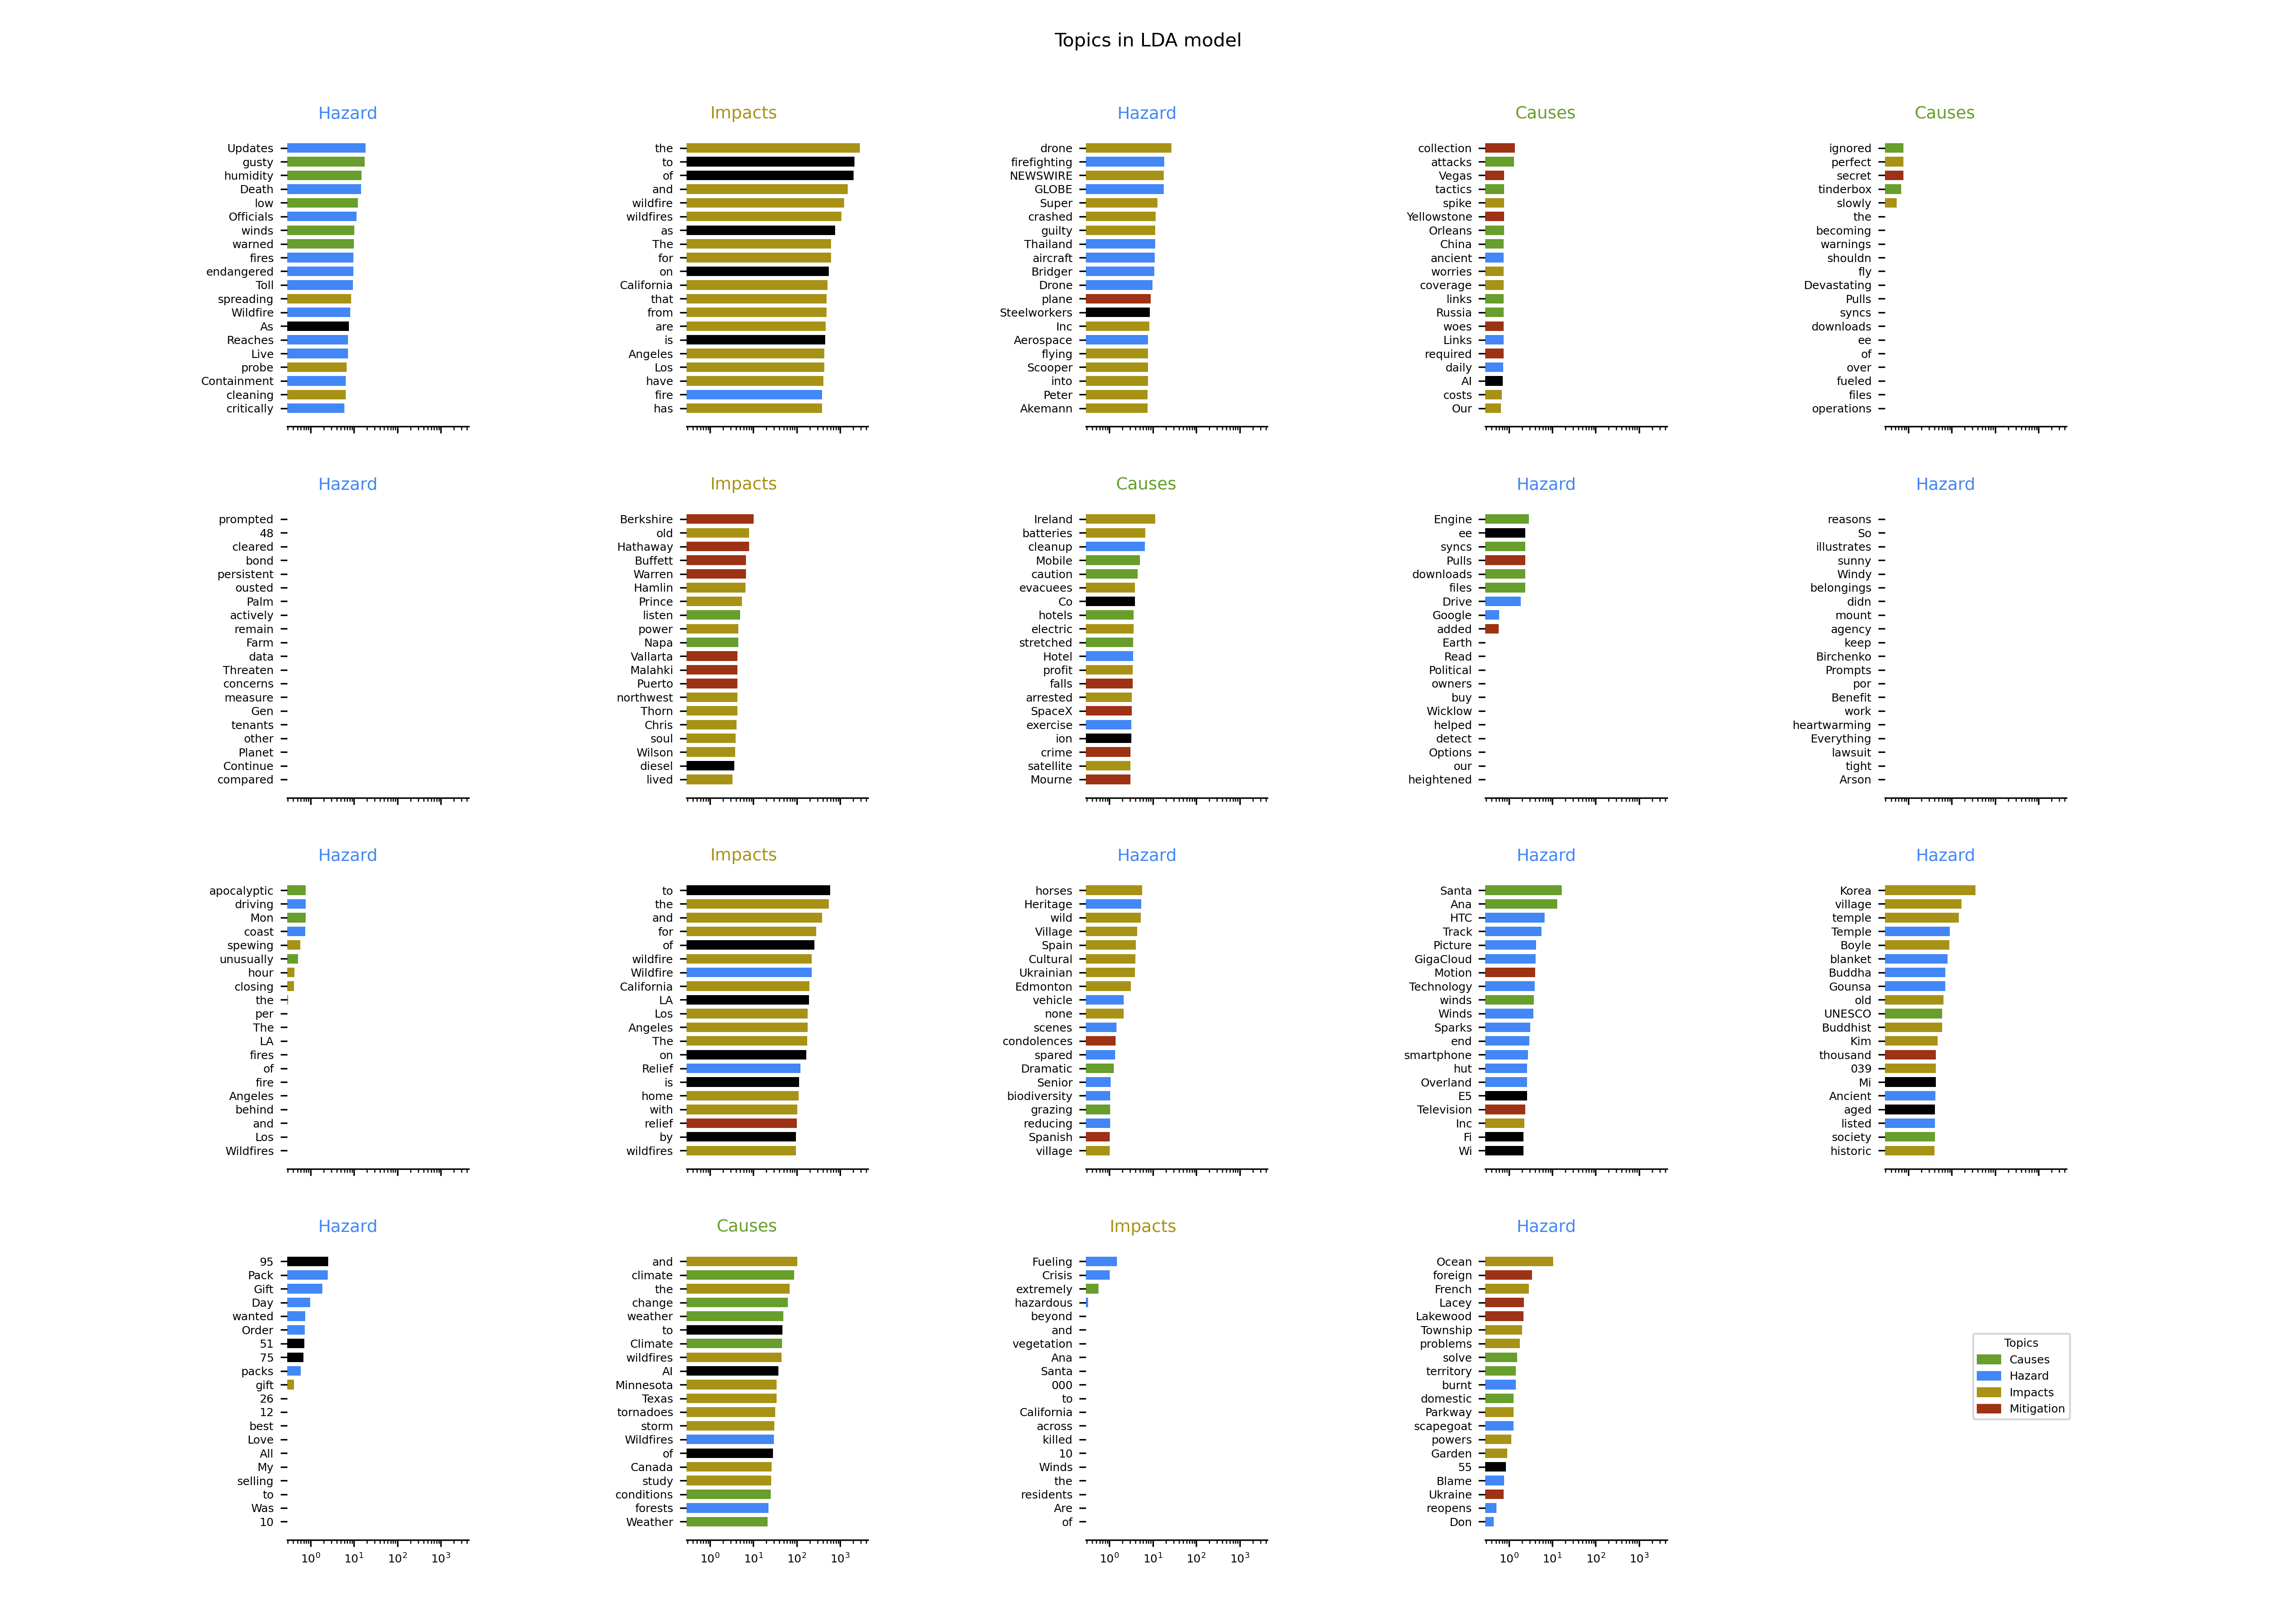 Topics in LDA model
Hazard
Updates
gusty
humidity
Death
low
Officials
winds
warned
fires
endangered
Toll
spreading
Wildfire
As
Reaches
Live
probe
Containment
cleaning
critically
Impacts
the
to
of
and
wildfire
wildfires
as
The
for
on
California
that
from
are
is
Angeles
Los
have
fire
has
Hazard
drone
firefighting
NEWSWIRE
GLOBE
Super
crashed
guilty
Thailand
aircraft
Bridger
Drone
plane
Steelworkers
Inc
Aerospace
flying
Scooper
into
Peter
Akemann
Causes
collection
attacks
Vegas
tactics
spike
Yellowstone
Orleans
China
ancient
worries
coverage
links
Russia
woes
Links
required
daily
AI
costs
Our
Causes
ignored
perfect
secret
tinderbox
slowly
the
becoming
warnings
shouldn
fly
Devastating
Pulls
syncs
downloads
ee
of
over
fueled
files
operations
Hazard
prompted
48
cleared
bond
persistent
ousted
Palm
actively
remain
Farm
data
Threaten
concerns
measure
Gen
tenants
other
Planet
Continue
compared
Impacts
Berkshire
old
Hathaway
Buffett
Warren
Hamlin
Prince
listen
power
Napa
Vallarta
Malahki
Puerto
northwest
Thorn
Chris
soul
Wilson
diesel
lived
Causes
Ireland
batteries
cleanup
Mobile
caution
evacuees
Co
hotels
electric
stretched
Hotel
profit
falls
arrested
SpaceX
exercise
ion
crime
satellite
Mourne
Hazard
Engine
ee
syncs
Pulls
downloads
files
Drive
Google
added
Earth
Read
Political
owners
buy
Wicklow
helped
detect
Options
our
heightened
Hazard
reasons
So
illustrates
sunny
Windy
belongings
didn
mount
agency
keep
Birchenko
Prompts
por
Benefit
work
heartwarming
Everything
lawsuit
tight
Arson
Hazard
apocalyptic
driving
Mon
coast
spewing
unusually
hour
closing
the
per
The
LA
fires
of
fire
Angeles
behind
and
Los
Wildfires
Impacts
to
the
and
for
of
wildfire
Wildfire
California
LA
Los
Angeles
The
on
Relief
is
home
with
relief
by
wildfires
Hazard
horses
Heritage
wild
Village
Spain
Cultural
Ukrainian
Edmonton
vehicle
none
scenes
condolences
spared
Dramatic
Senior
biodiversity
grazing
reducing
Spanish
village
Hazard
Santa
Ana
HTC
Track
Picture
GigaCloud
Motion
Technology
winds
Winds
Sparks
end
smartphone
hut
Overland
E5
Television
Inc
Fi
Wi
Hazard
Korea
village
temple
Temple
Boyle
blanket
Buddha
Gounsa
old
UNESCO
Buddhist
Kim
thousand
039
Mi
Ancient
aged
listed
society
historic
Hazard
95
Pack
Gift
Day
wanted
Order
51
75
packs
gift
26
12
best
Love
All
My
selling
to
Was
10
10⁰ 10¹ 10² 10³
Causes
and
climate
the
change
weather
to
Climate
wildfires
AI
Minnesota
Texas
tornadoes
storm
Wildfires
of
Canada
study
conditions
forests
Weather
10⁰ 10¹ 10² 10³
Impacts
Fueling
Crisis
extremely
hazardous
beyond
and
vegetation
Ana
Santa
000
to
California
across
killed
10
Winds
the
residents
Are
of
10⁰ 10¹ 10² 10³
Hazard
Ocean
foreign
French
Lacey
Lakewood
Township
problems
solve
territory
burnt
domestic
Parkway
scapegoat
powers
Garden
55
Blame
Ukraine
reopens
Don
10⁰ 10¹ 10² 10³
Topics
Causes
Hazard
Impacts
Mitigation